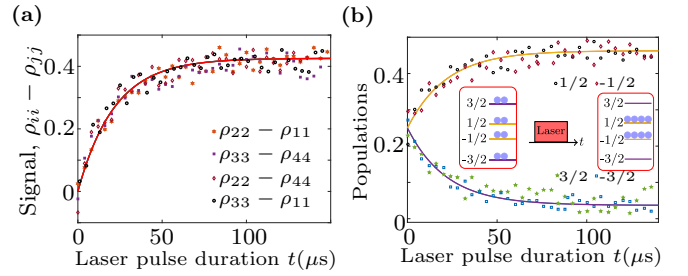 (a)
Signal, ρii − ρjj
0.4
0.2
0
ρ22 − ρ11
ρ33 − ρ44
ρ22 − ρ44
ρ33 − ρ11
0 50 100
Laser pulse duration t(μs)
(b)
Populations
0.4
0.2
0
1/2 -1/2
3/2
1/2
-1/2
-3/2
Laser
t
3/2
1/2
-1/2
-3/2
3/2 -3/2
0 50 100
Laser pulse duration t(μs)